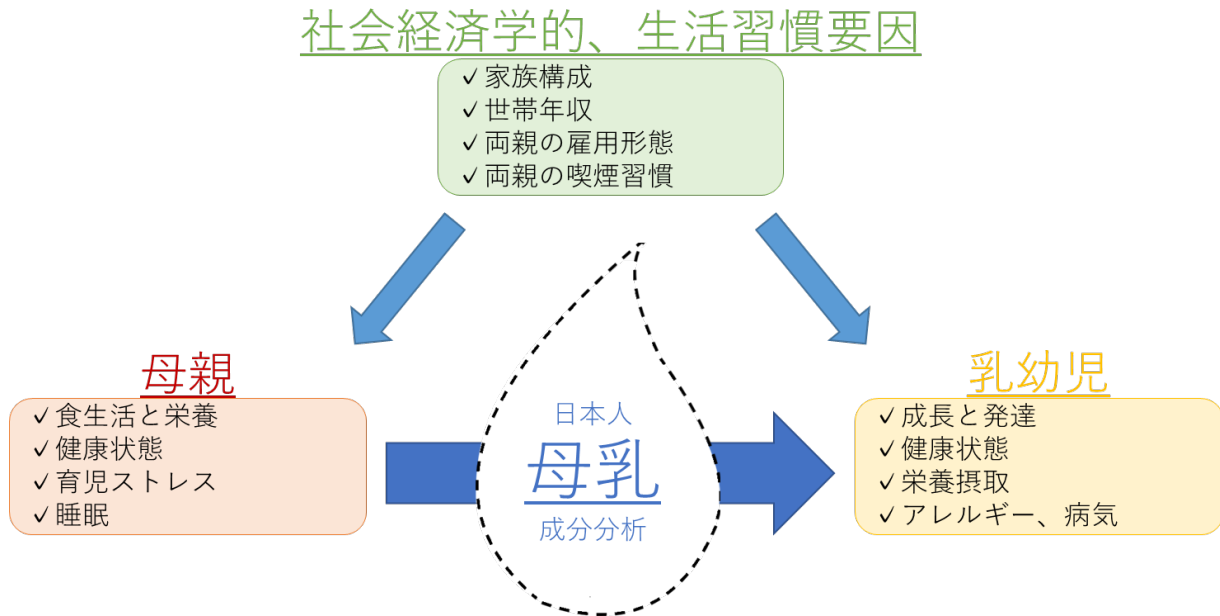 社会経済学的、生活習慣要因
✓家族構成
✓世帯年収
✓両親の雇用形態
✓両親の喫煙習慣
母親
✓食生活と栄養
✓健康状態
✓育児ストレス
✓睡眠
日本人
母乳
成分分析
乳幼児
✓成長と発達
✓健康状態
✓栄養摂取
✓アレルギー、病気